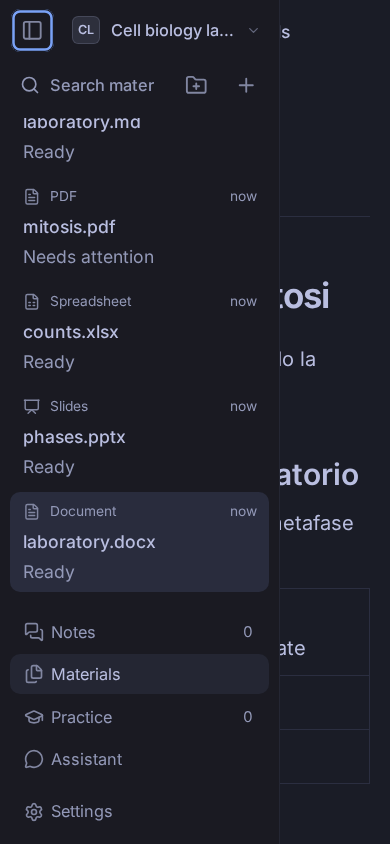 CL Cell biology la...
Search mater
laboratory.md
Ready
PDF now
mitosis.pdf
Needs attention
Spreadsheet now
counts.xlsx
Ready
Slides now
phases.pptx
Ready
Document now
laboratory.docx
Ready
Notes 0
Materials
Practice 0
Assistant
Settings
s
tosi
lo la
atorio
netafase
ate